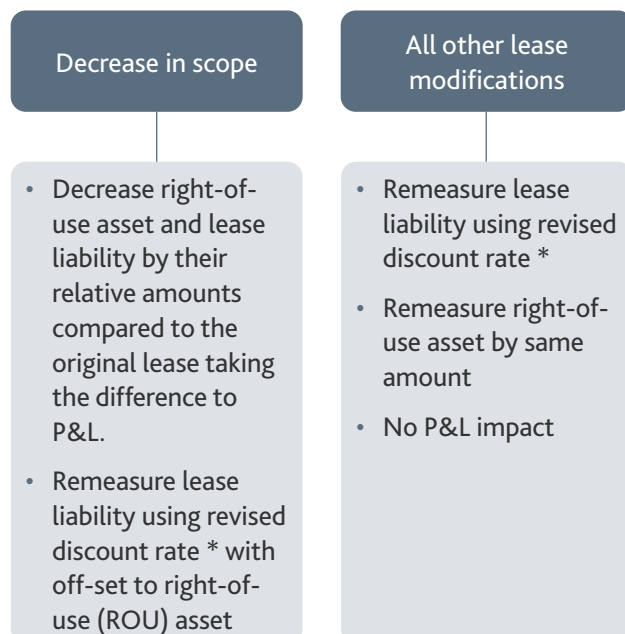 Decrease in scope
• Decrease right-of-
use asset and lease
liability by their
relative amounts
compared to the
original lease taking
the difference to
P&L.
• Remeasure lease
liability using revised
discount rate * with
off-set to right-of-
use (ROU) asset
All other lease
modifications
• Remeasure lease
liability using revised
discount rate *
• Remeasure right-of-
use asset by same
amount
• No P&L impact